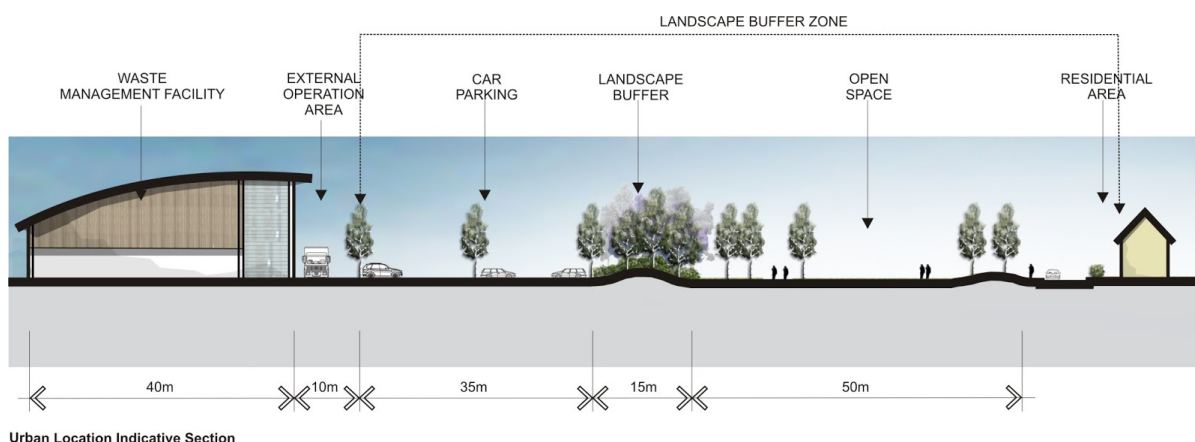 LANDSCAPE BUFFER ZONE
WASTE
MANAGEMENT FACILITY
EXTERNAL
OPERATION
AREA
CAR
PARKING
LANDSCAPE
BUFFER
OPEN
SPACE
RESIDENTIAL
AREA
40m
10m
35m
15m
50m
Urban Location Indicative Section